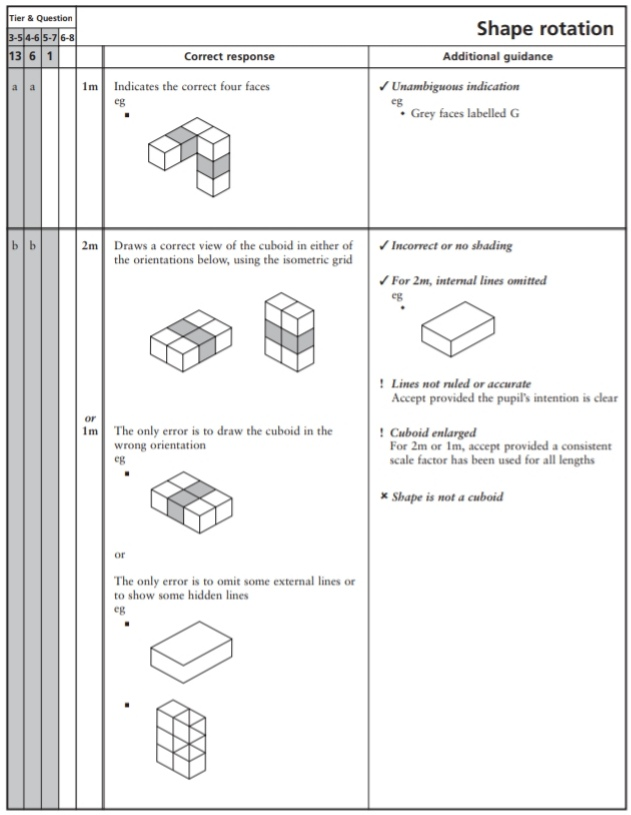 Tier & Question
Shape rotation
3-5 4-6 5-7 6-8
13 6 1
Correct response
Additional guidance
a a
1m
Indicates the correct four faces
eg
■
✓ Unambiguous indication
eg
• Grey faces labelled G
b b
2m
Draws a correct view of the cuboid in either of
the orientations below, using the isometric grid
✓ Incorrect or no shading
✓ For 2m, internal lines omitted
eg
•
! Lines not ruled or accurate
Accept provided the pupil's intention is clear
or
1m
The only error is to draw the cuboid in the
wrong orientation
eg
■
! Cuboid enlarged
For 2m or 1m, accept provided a consistent
scale factor has been used for all lengths
× Shape is not a cuboid
or
The only error is to omit some external lines or
to show some hidden lines
eg
■
■